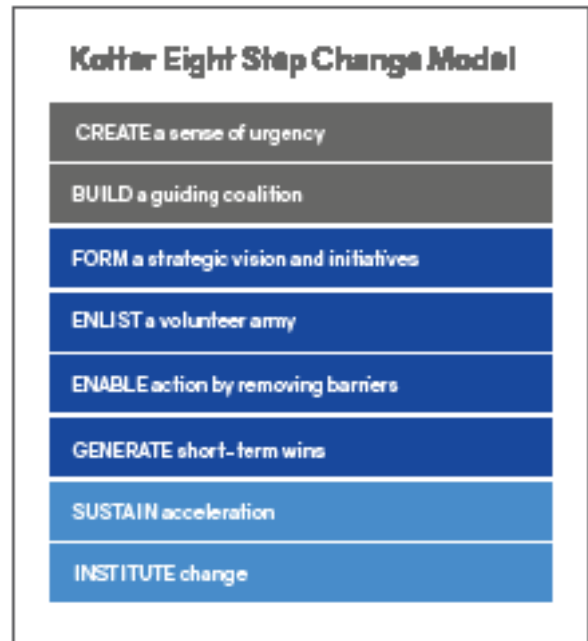 Kotter Eight Step Change Model
CREATE a sense of urgency
BUILD a guiding coalition
FORM a strategic vision and initiatives
ENLIST a volunteer army
ENABLE action by removing barriers
GENERATE short-term wins
SUSTAIN acceleration
INSTITUTE change